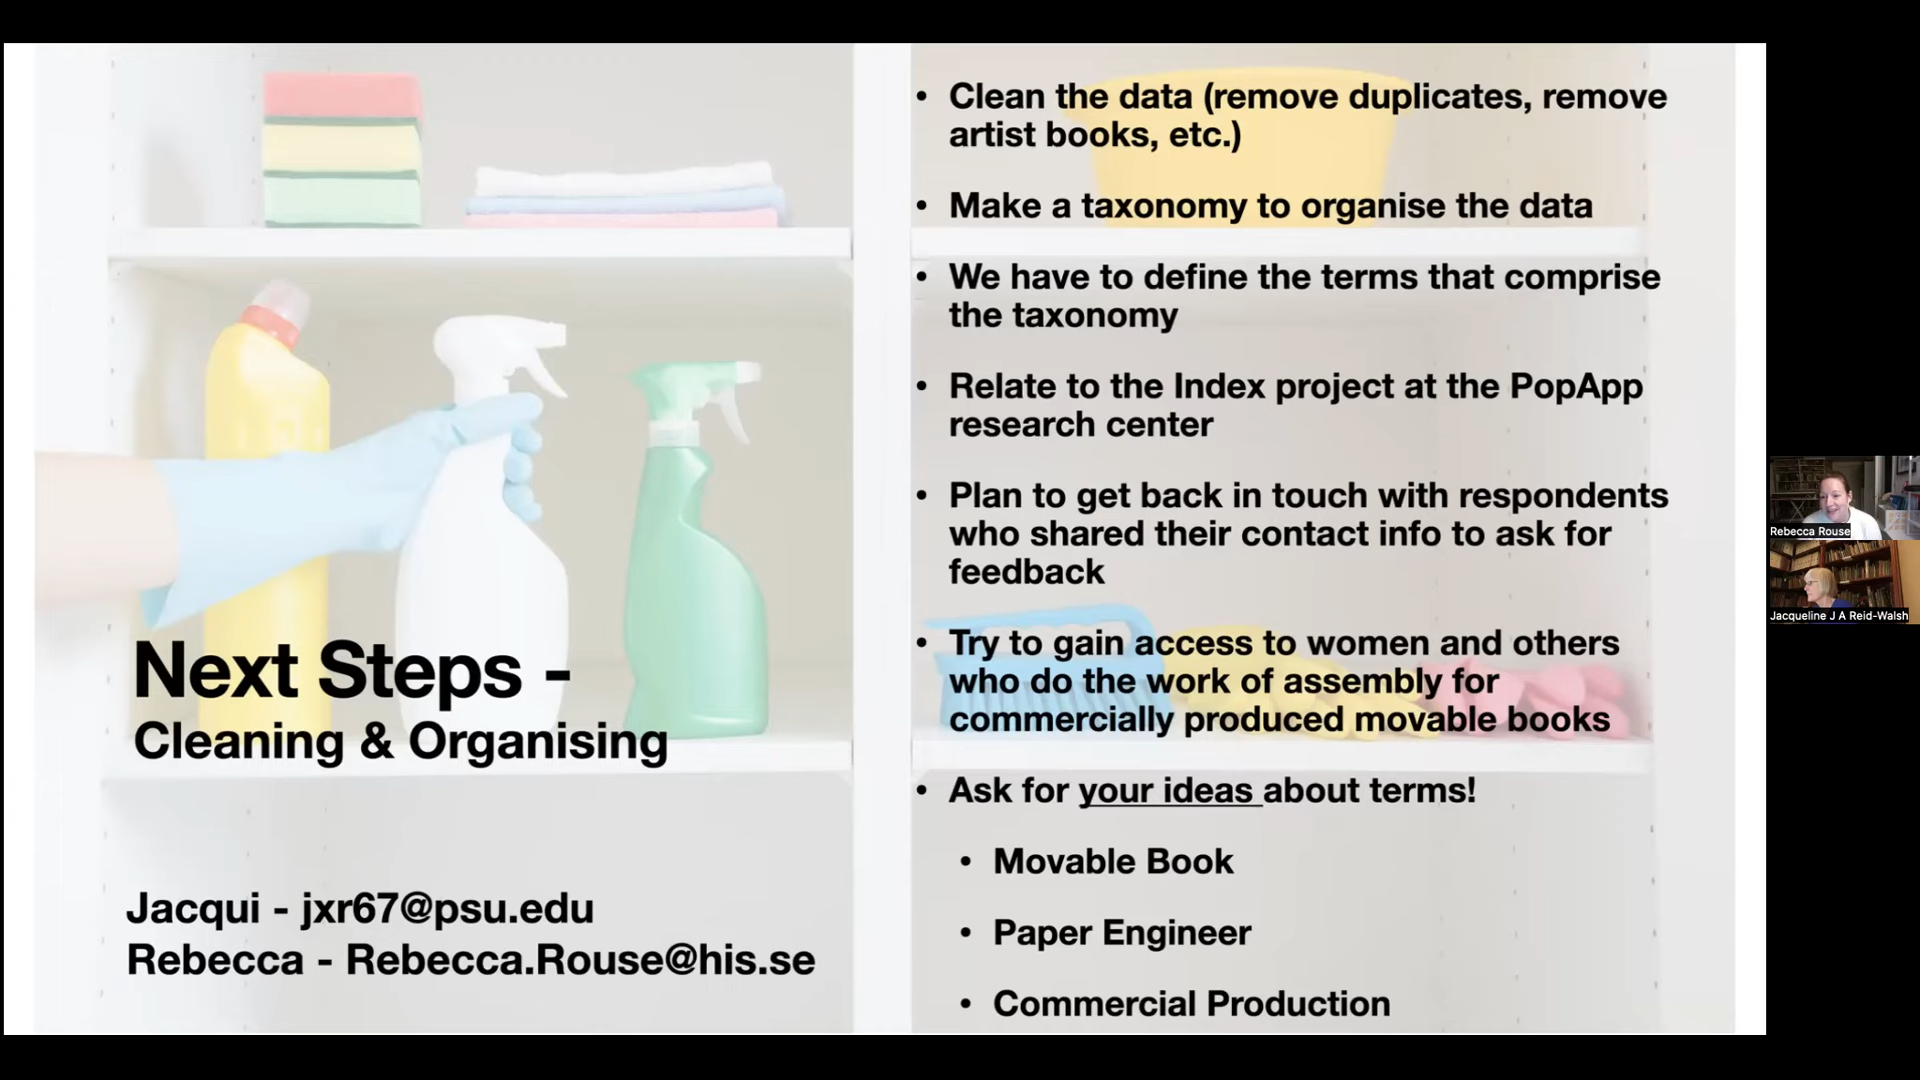 Next Steps -
Cleaning & Organising
Jacqui - jxr67@psu.edu
Rebecca - Rebecca.Rouse@his.se
• Clean the data (remove duplicates, remove
artist books, etc.)
• Make a taxonomy to organise the data
• We have to define the terms that comprise
the taxonomy
• Relate to the Index project at the PopApp
research center
• Plan to get back in touch with respondents
who shared their contact info to ask for
feedback
• Try to gain access to women and others
who do the work of assembly for
commercially produced movable books
• Ask for your ideas about terms!
• Movable Book
• Paper Engineer
• Commercial Production
Rebecca Rouse
Jacqueline J A Reid-Walsh